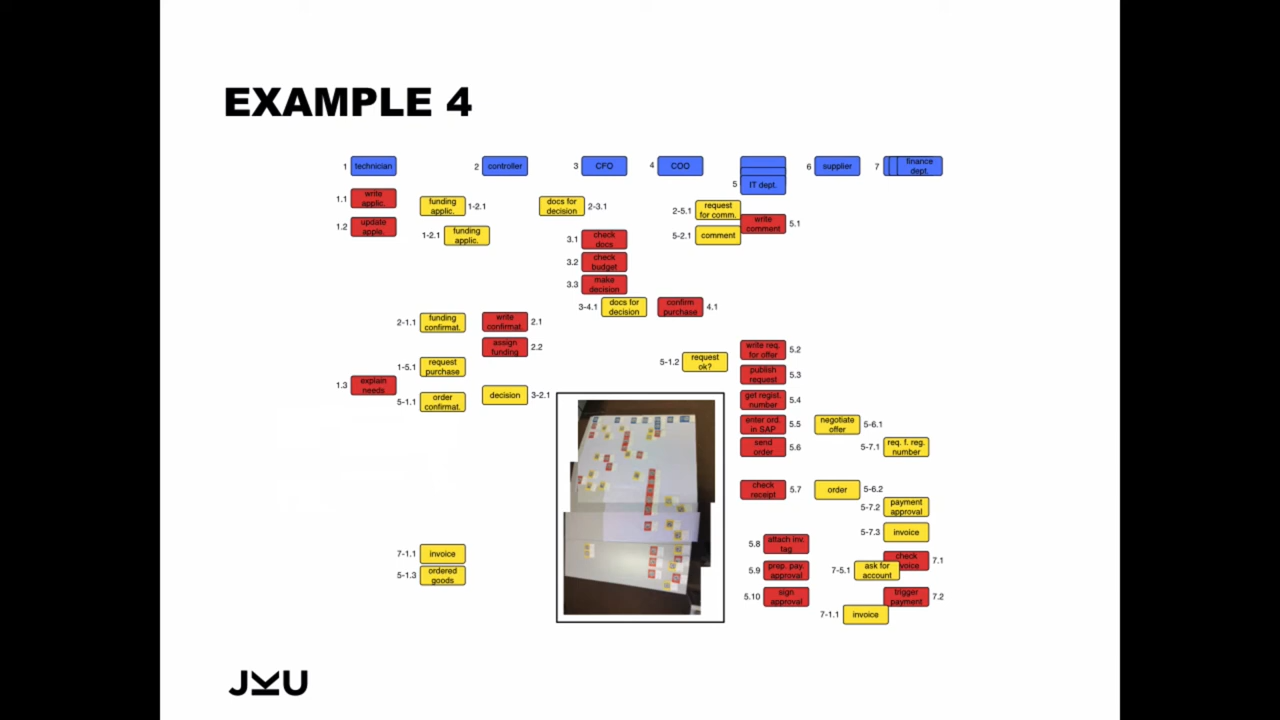 EXAMPLE 4
1 technician
2 controller
3 CFO
4 COO
5 IT dept.
6 supplier
7 finance
dept.
1.1 write
applic.
funding
applic. 1-2.1
docs for
decision 2-3.1
2-5.1 request
for comm.
write
comment 5.1
1.2 update
apple.
1-2.1 funding
applic.
3.1 check
docs
5-2.1 comment
3.2 check
budget
3.3 make
decision
3-4.1 docs for
decision
confirm
purchase 4.1
2-1.1 funding
confirmat.
write
confirmat. 2.1
assign
funding 2.2
write req.
for offer 5.2
1-5.1 request
purchase
5-1.2 request
ok?
publish
request 5.3
1.3 explain
needs
5-1.1 order
confirmat.
decision 3-2.1
get regist.
number 5.4
enter ord.
in SAP 5.5
negotiate
offer 5-6.1
send
order 5.6
5-7.1 req. f. reg.
number
check
receipt 5.7
order 5-6.2
5-7.2 payment
approval
5-7.3 invoice
7-1.1 invoice
5.8 attach inv.
tag
check
voice 7.1
5-1.3 ordered
goods
5.9 prep. pay.
approval
7-5.1 ask for
account
5.10 sign
approval
trigger
payment 7.2
7-1.1 invoice
JKU